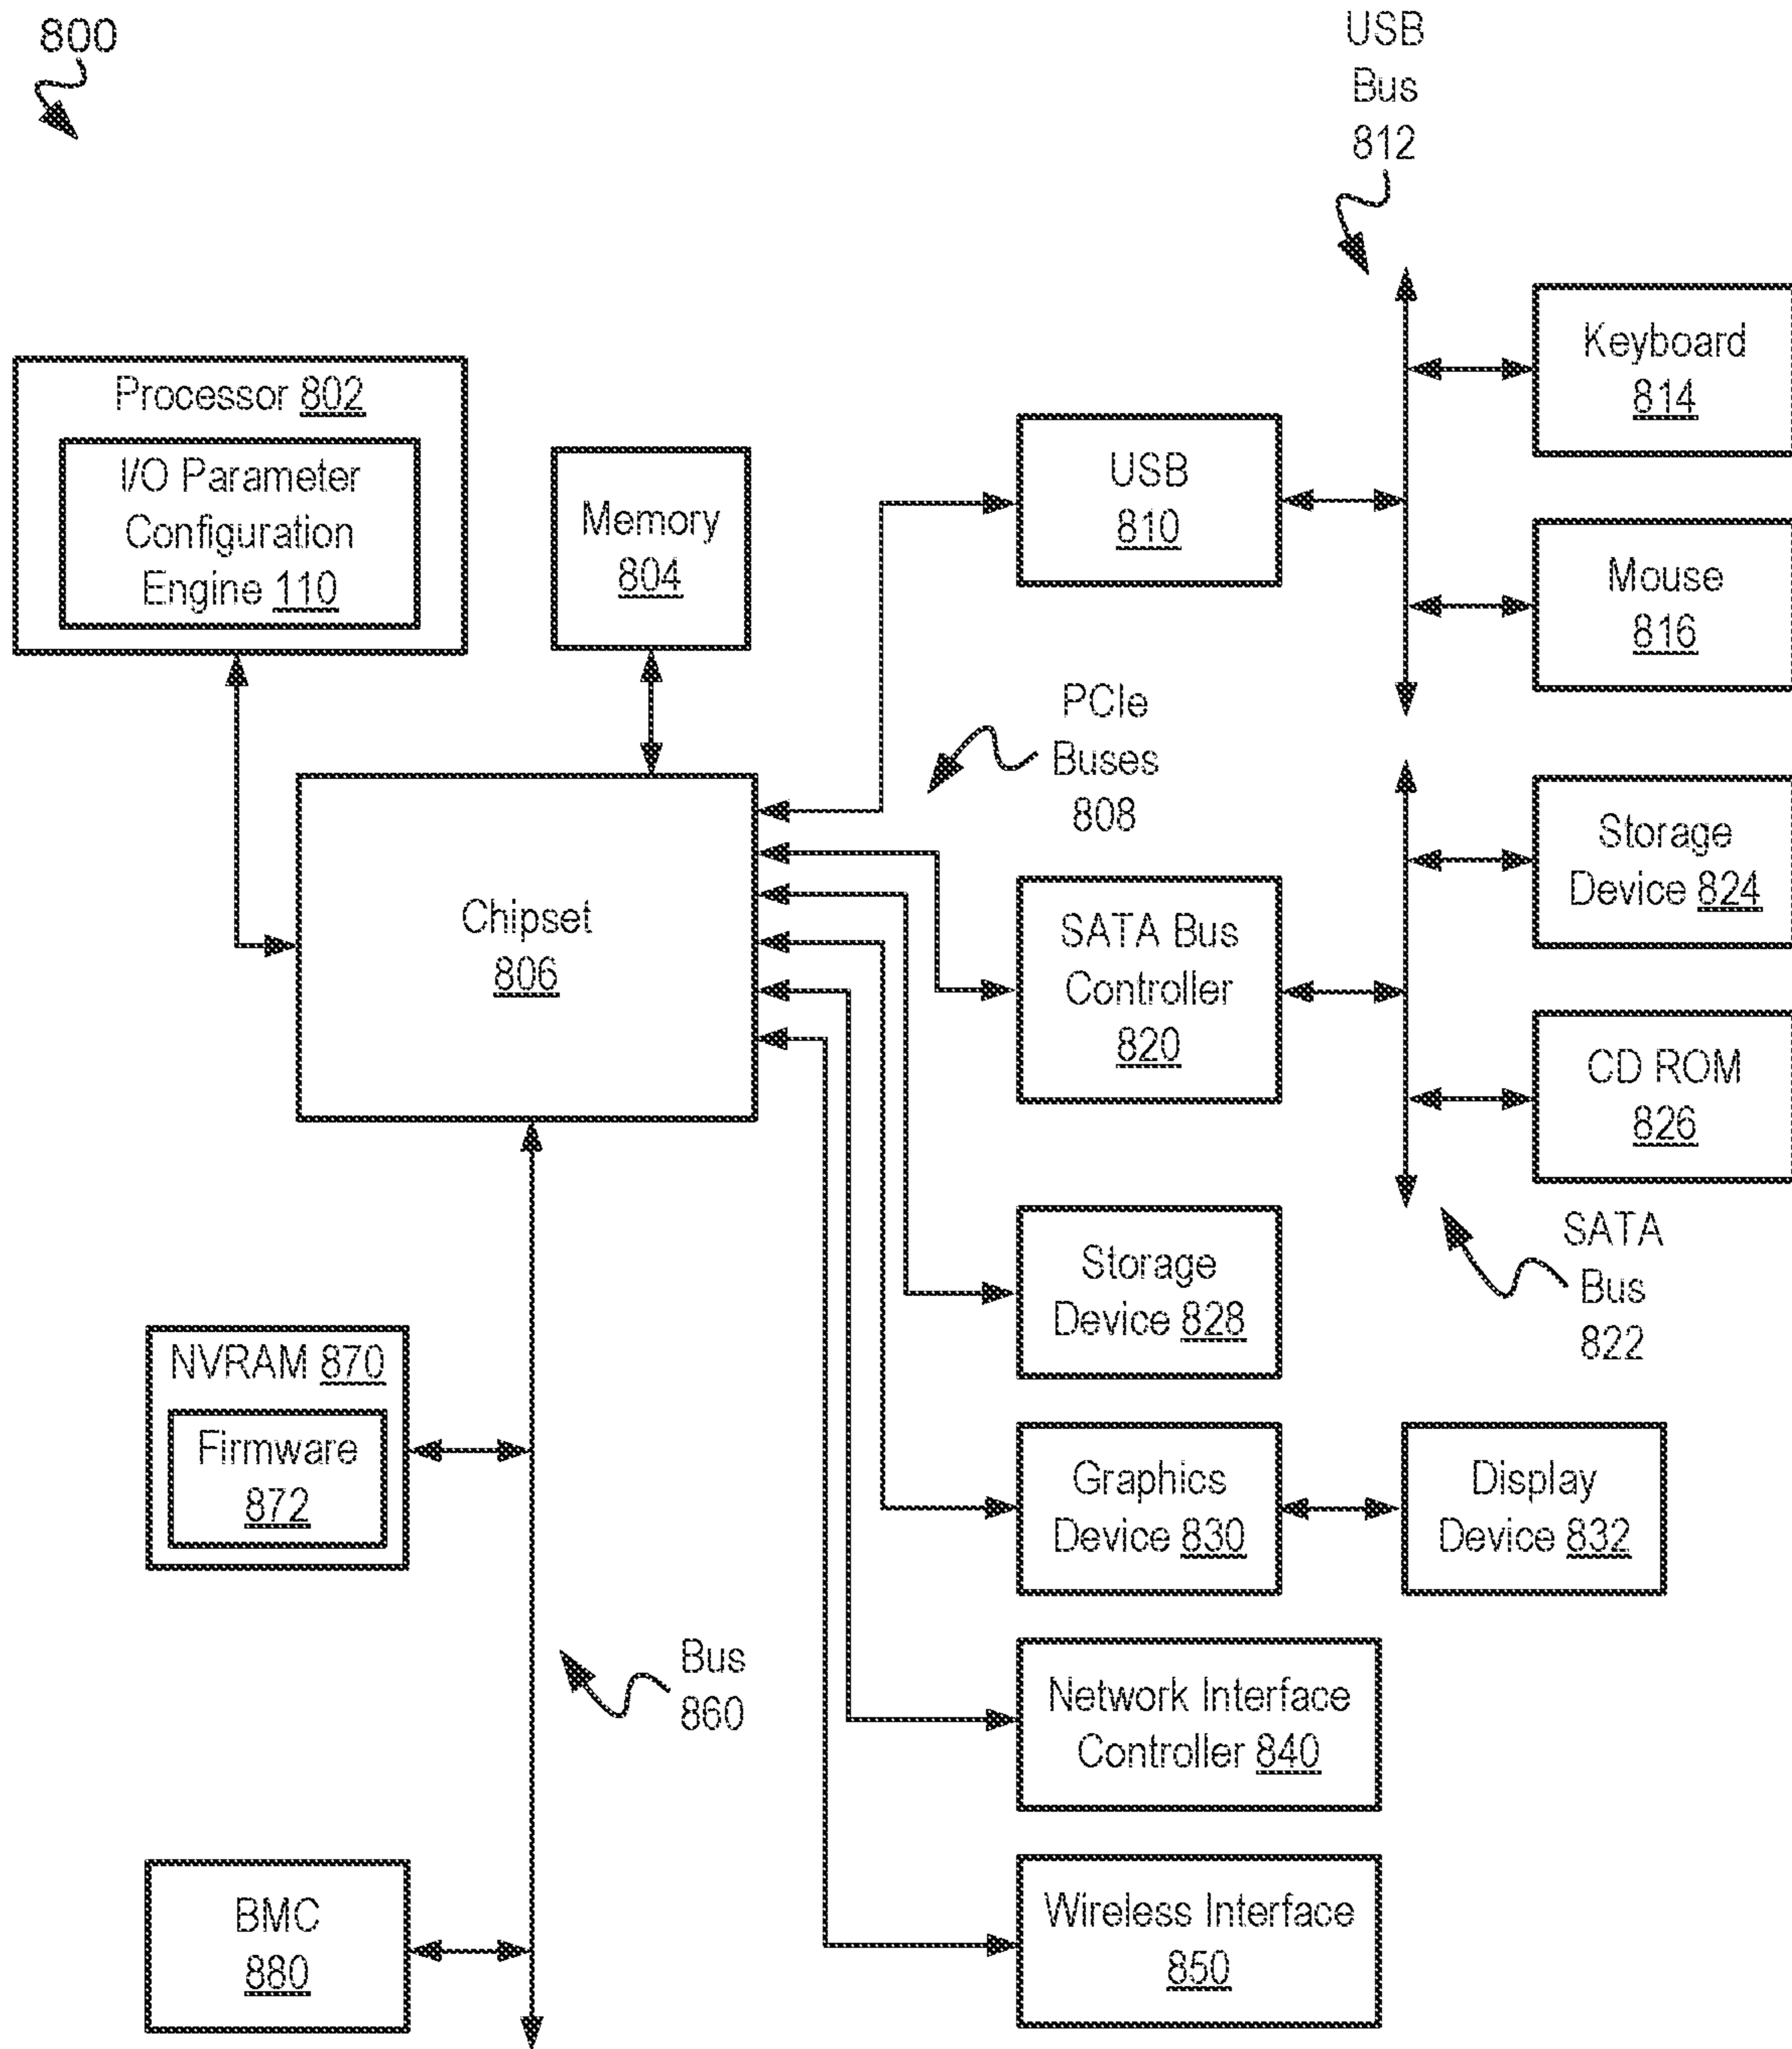 800
USB
Bus
812
Processor 802
I/O Parameter
Configuration
Engine 110
Memory
804
USB
810
Keyboard
814
Mouse
816
PCIe
Buses
808
Chipset
806
SATA Bus
Controller
820
Storage
Device 824
CD ROM
826
SATA
Bus
822
Storage
Device 828
NVRAM 870
Firmware
872
Graphics
Device 830
Display
Device 832
Bus
860
Network Interface
Controller 840
BMC
880
Wireless Interface
850